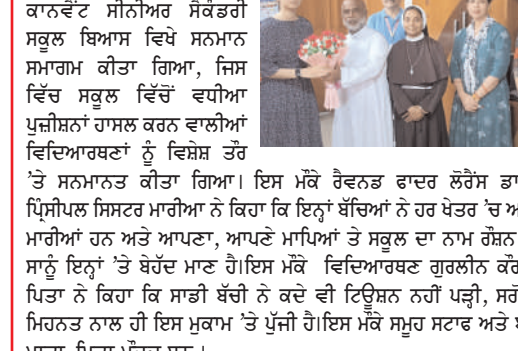 ਕਾਨਵੈਂਟ ਸੀਨੀਅਰ ਸੈਕੰਡਰੀ
ਸਕੂਲ ਬਿਆਸ ਵਿਖੇ ਸਨਮਾਨ
ਸਮਾਗਮ ਕੀਤਾ ਗਿਆ, ਜਿਸ
ਵਿੱਚ ਸਕੂਲ ਵਿੱਚੋਂ ਵਧੀਆ
ਪੁਜ਼ੀਸ਼ਨਾਂ ਹਾਸਲ ਕਰਨ ਵਾਲੀਆਂ
ਵਿਦਿਆਰਥਣਾਂ ਨੂੰ ਵਿਸ਼ੇਸ਼ ਤੌਰ
’ਤੇ ਸਨਮਾਨਤ ਕੀਤਾ ਗਿਆ। ਇਸ ਮੌਕੇ ਰੈਵਨਡ ਫਾਦਰ ਲੋਰੈਂਸ
ਪ੍ਰਿੰਸੀਪਲ ਸਿਸਟਰ ਮਾਰੀਆ ਨੇ ਕਿਹਾ ਕਿ ਇਨ੍ਹਾਂ ਬੱਚਿਆਂ ਨੇ ਹਰ ਖੇਤਰ ’ਚ
ਮਾਰੀਆਂ ਹਨ ਅਤੇ ਆਪਣਾ, ਆਪਣੇ ਮਾਪਿਆਂ ਤੇ ਸਕੂਲ ਦਾ ਨਾਮ ਰੌਸ਼ਨ
ਸਾਨੂੰ ਇਨ੍ਹਾਂ ’ਤੇ ਬੇਹੱਦ ਮਾਣ ਹੈ।ਇਸ ਮੌਕੇ ਵਿਦਿਆਰਥਣ ਗੁਰਲੀਨ
ਪਿਤਾ ਨੇ ਕਿਹਾ ਕਿ ਸਾਡੀ ਬੱਚੀ ਨੇ ਕਦੇ ਵੀ ਟਿਊਸ਼ਨ ਨਹੀਂ ਪੜ੍ਹੀ,
ਮਿਹਨਤ ਨਾਲ ਹੀ ਇਸ ਮੁਕਾਮ ’ਤੇ ਪੁੱਜੀ ਹੈ।ਇਸ ਮੌਕੇ ਸਮੂਹ ਸਟਾਫ ਅਤੇ